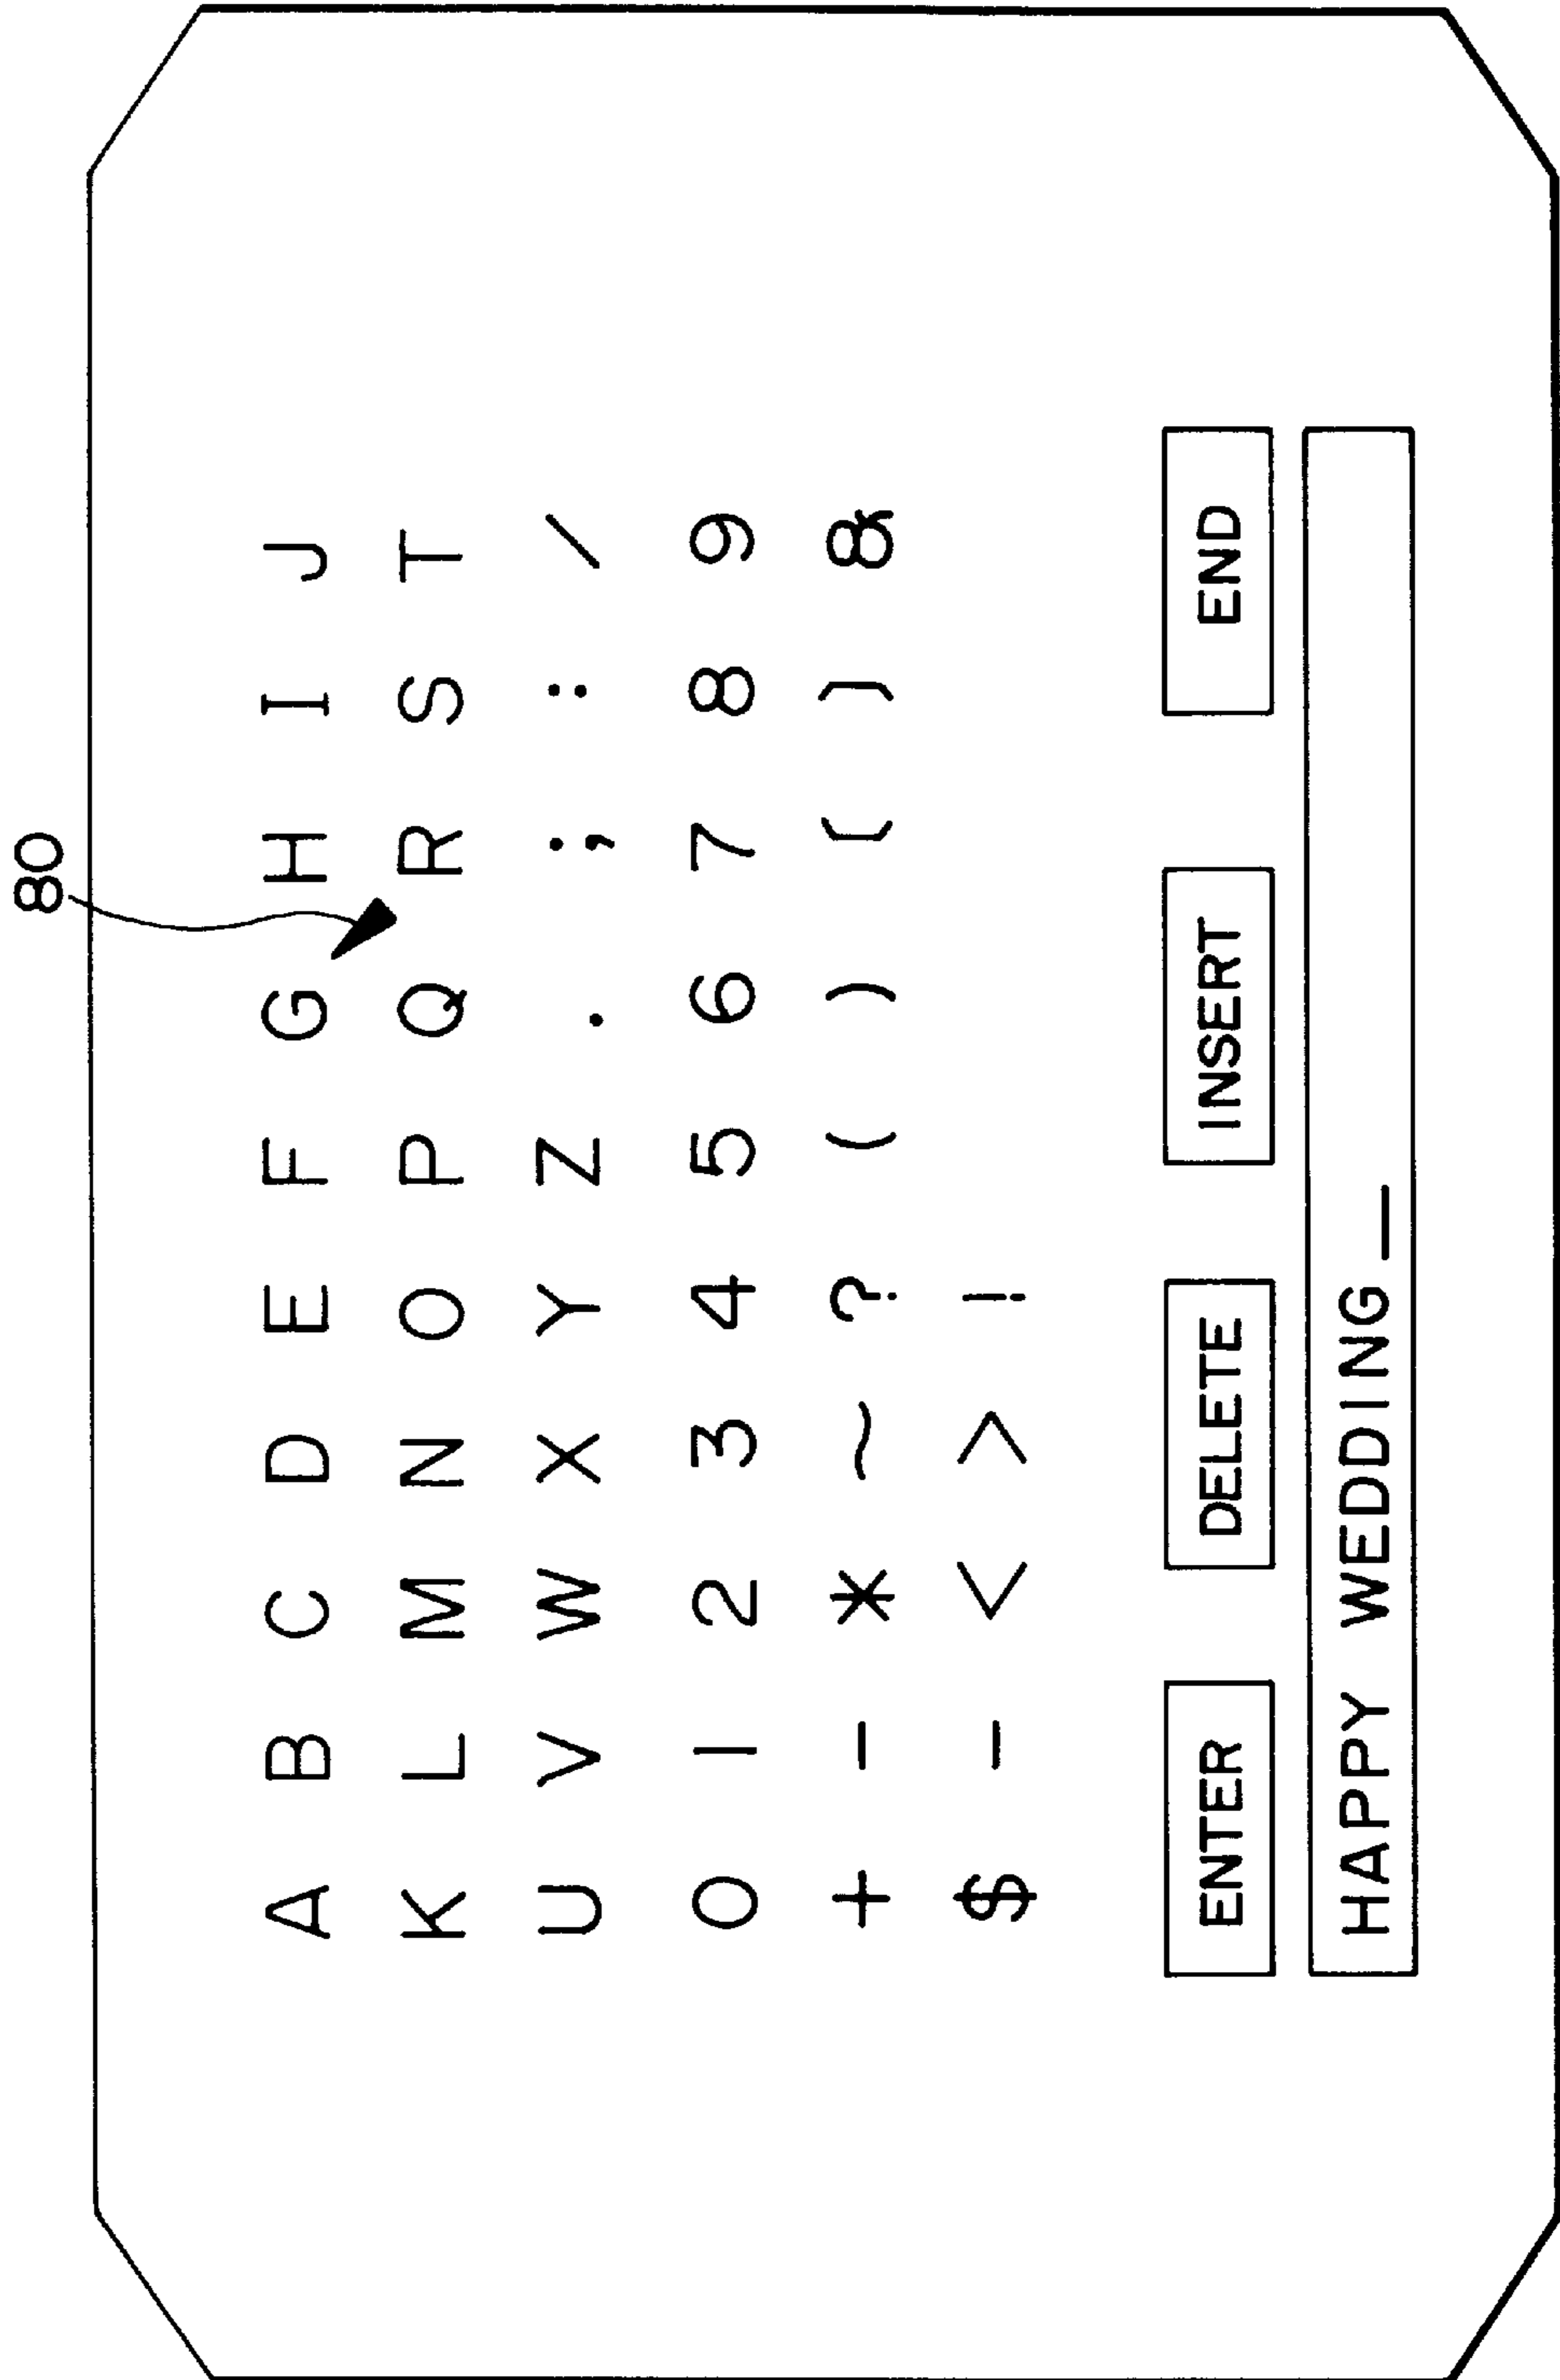 80
A B C D E F G H I J
K L M N O P Q R S T
U V W X Y Z . ; : /
0 1 2 3 4 5 6 7 8 9
+ - * ~ ? ( ) [ ] &
$ - < > !
ENTER DELETE INSERT END
HAPPY WEDDING_